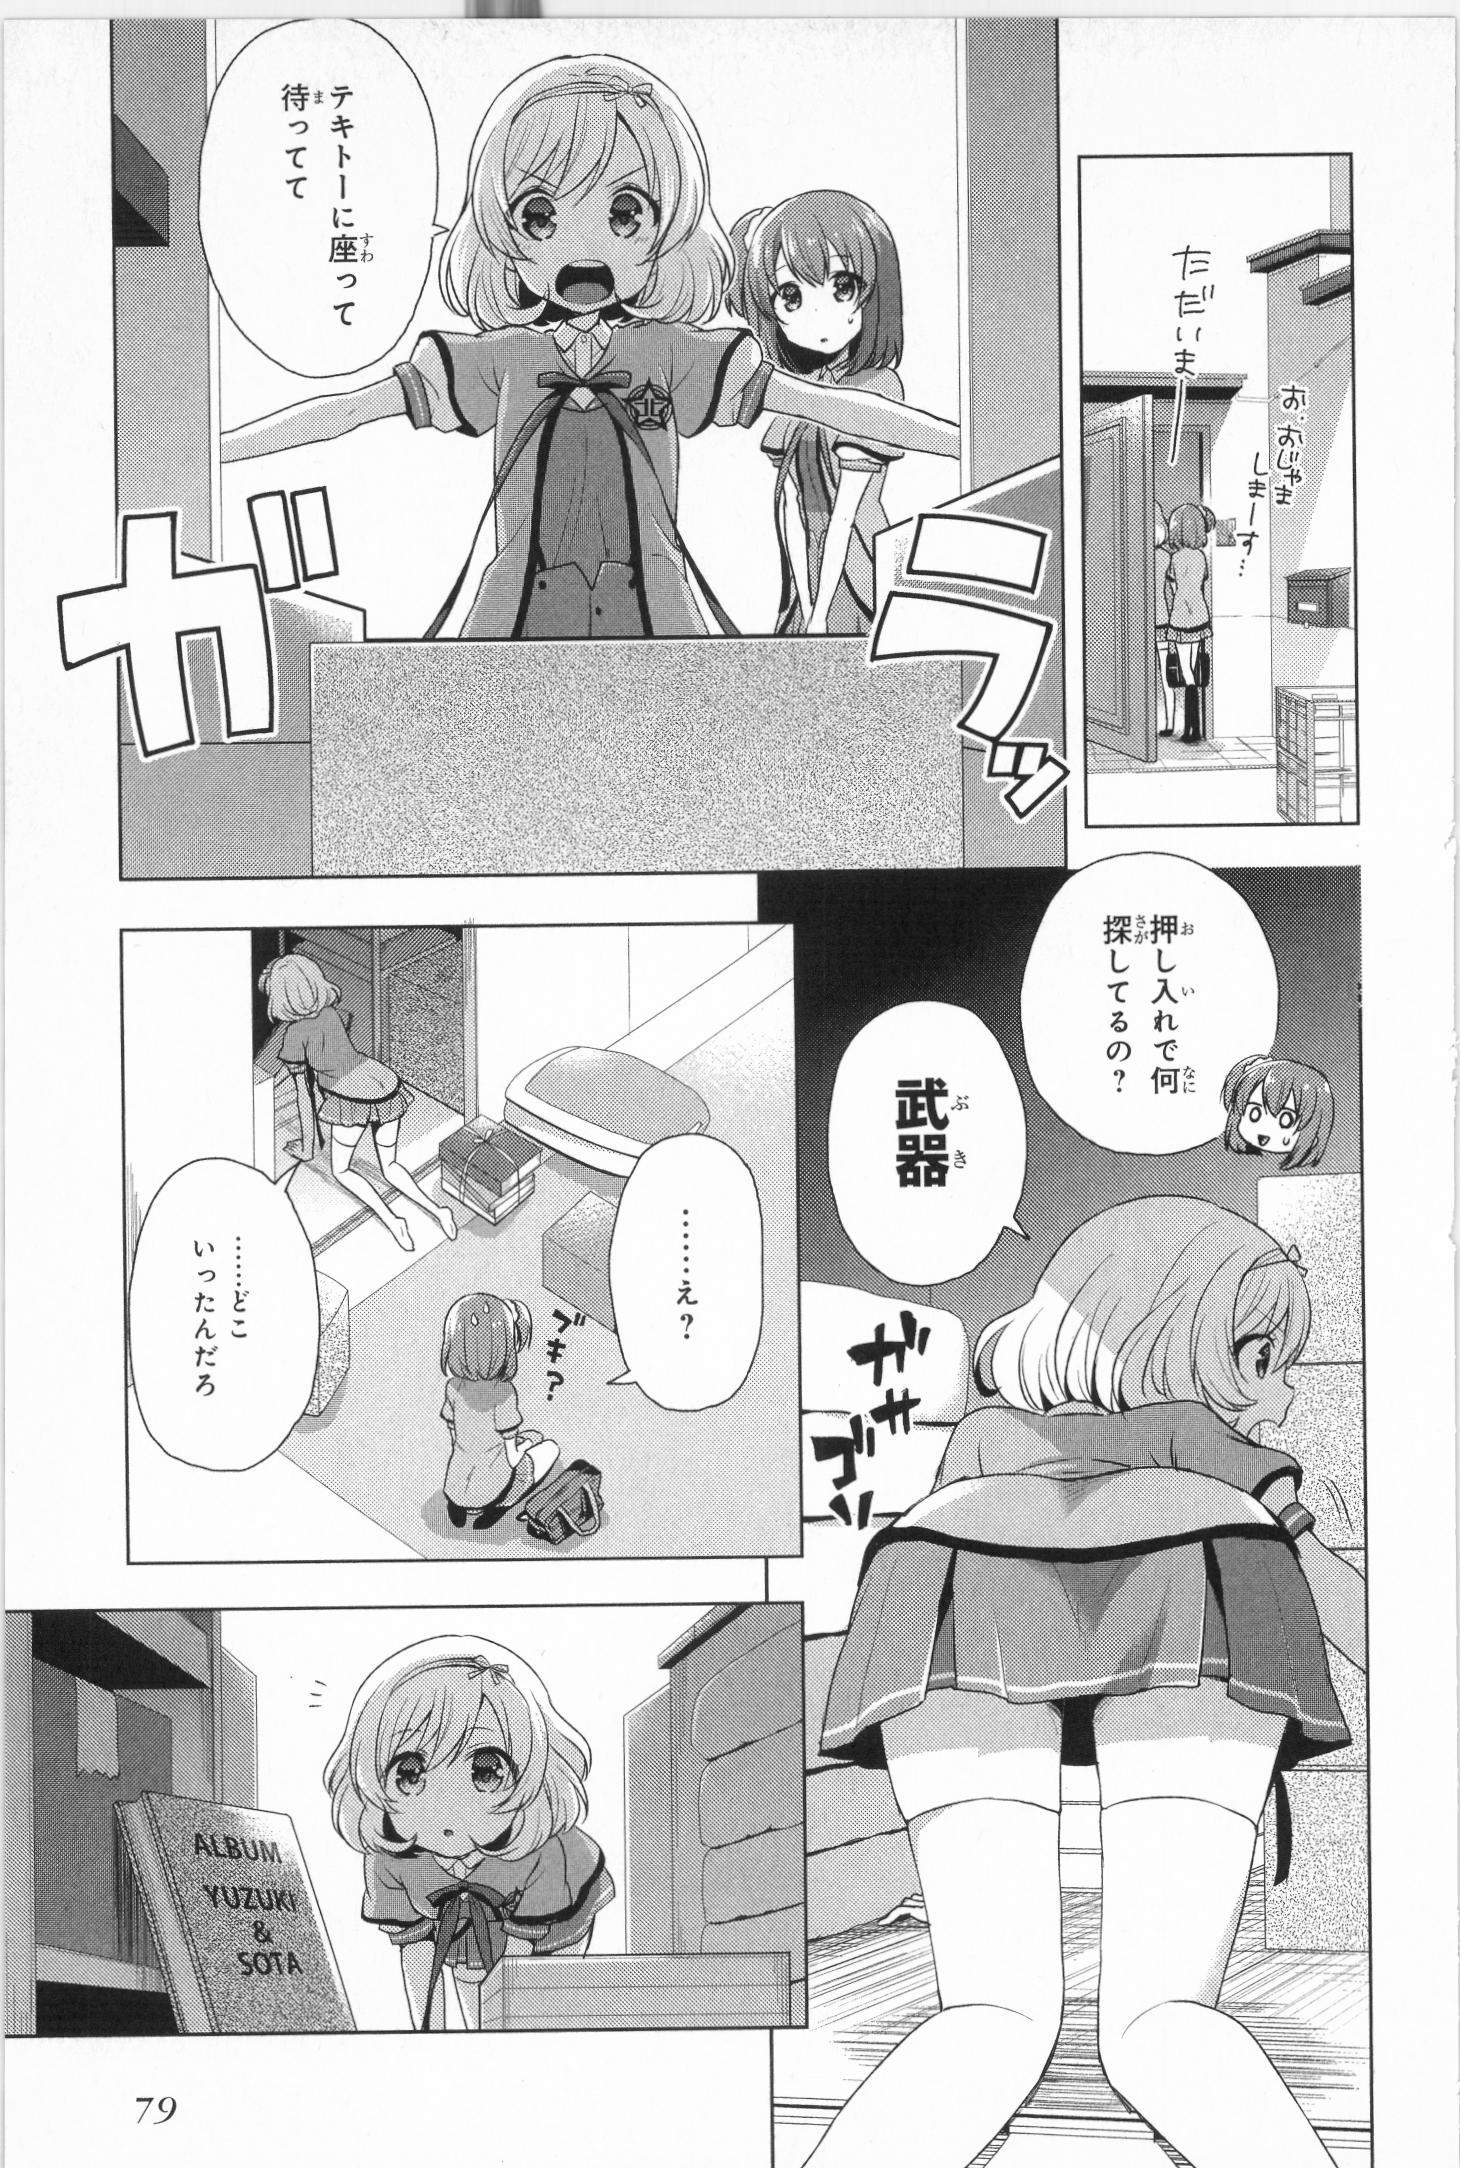 ただいまー
お、おじゃま
しまーす…
テキトーに座って
待ってて
ガラッ
押し入れで何
探してるの?
武器
ガサ
ゴソ
……え?
ブキ?
……どこ
いったんだろ
ALBUM
YUZUKI
&
SOTA
79